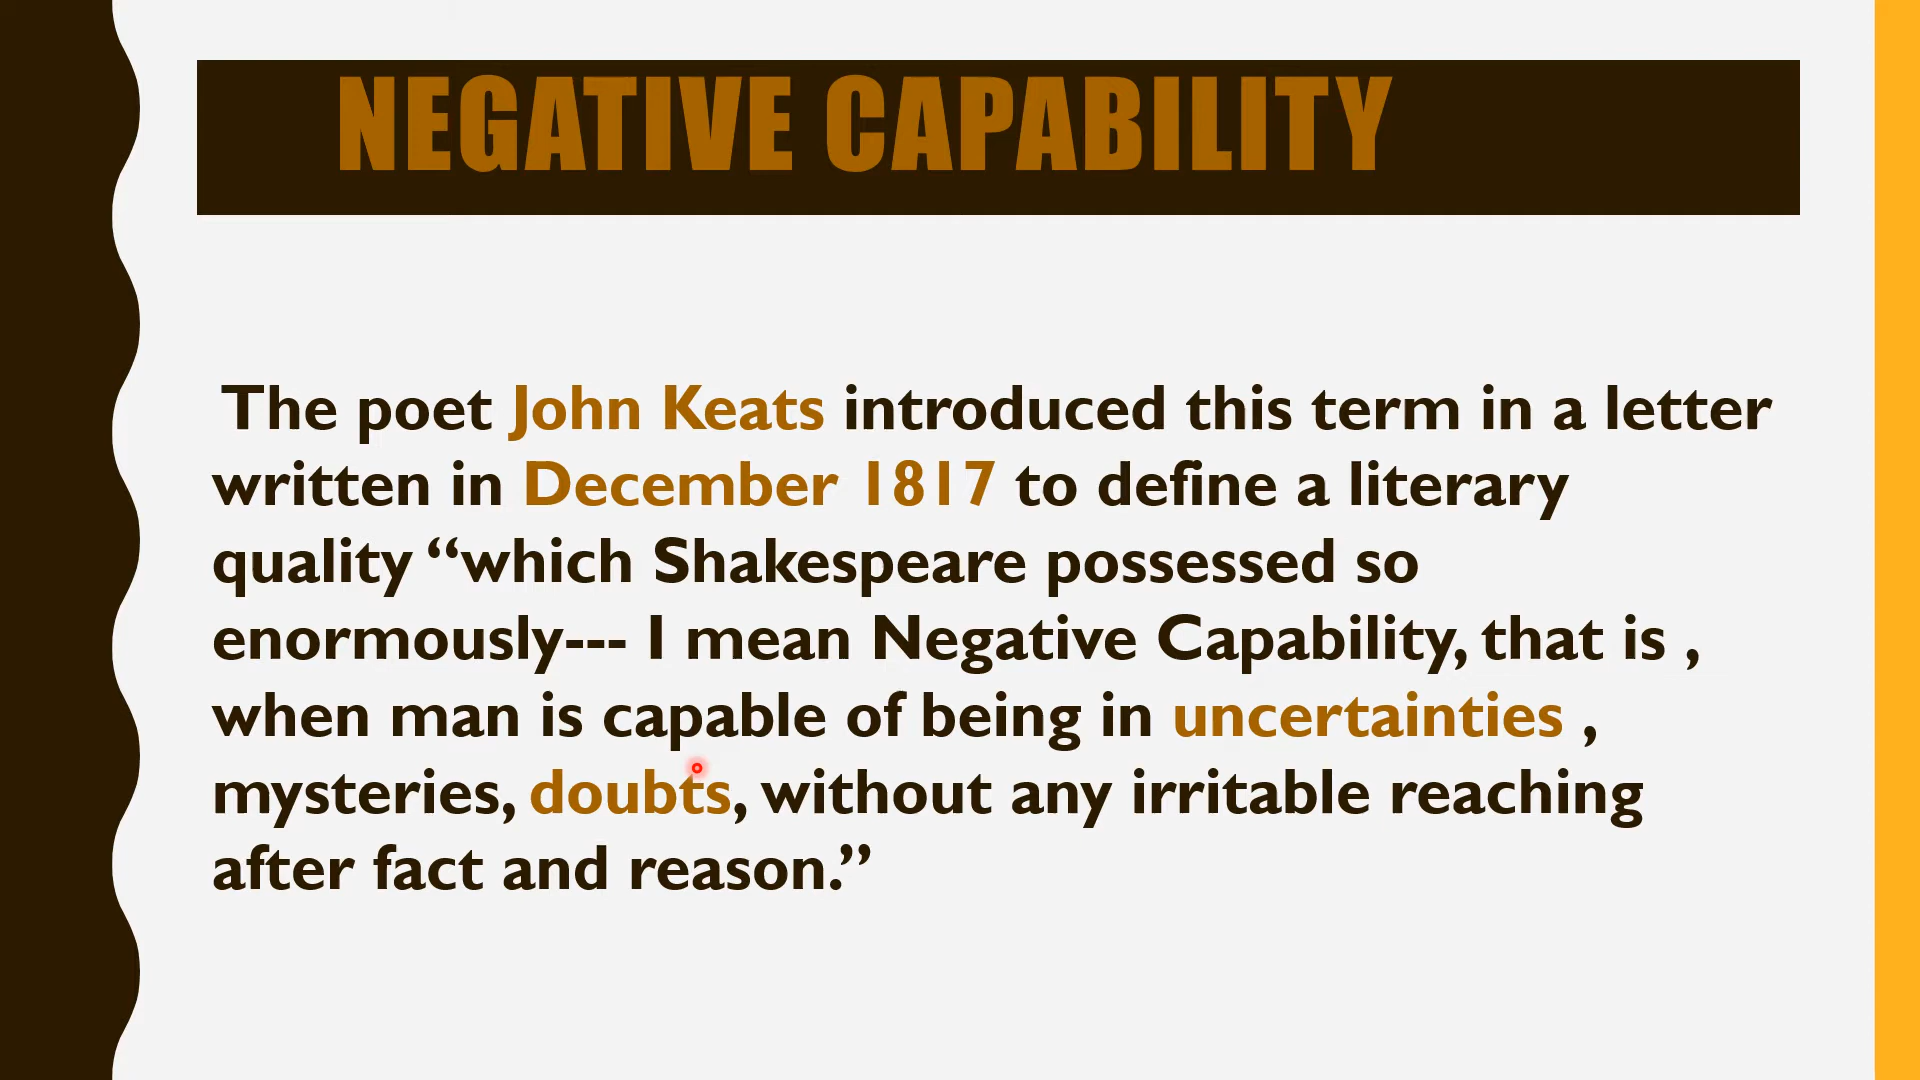 NEGATIVE CAPABILITY
The poet John Keats introduced this term in a letter
written in December 1817 to define a literary
quality “which Shakespeare possessed so
enormously--- I mean Negative Capability, that is ,
when man is capable of being in uncertainties ,
mysteries, doubts, without any irritable reaching
after fact and reason.”